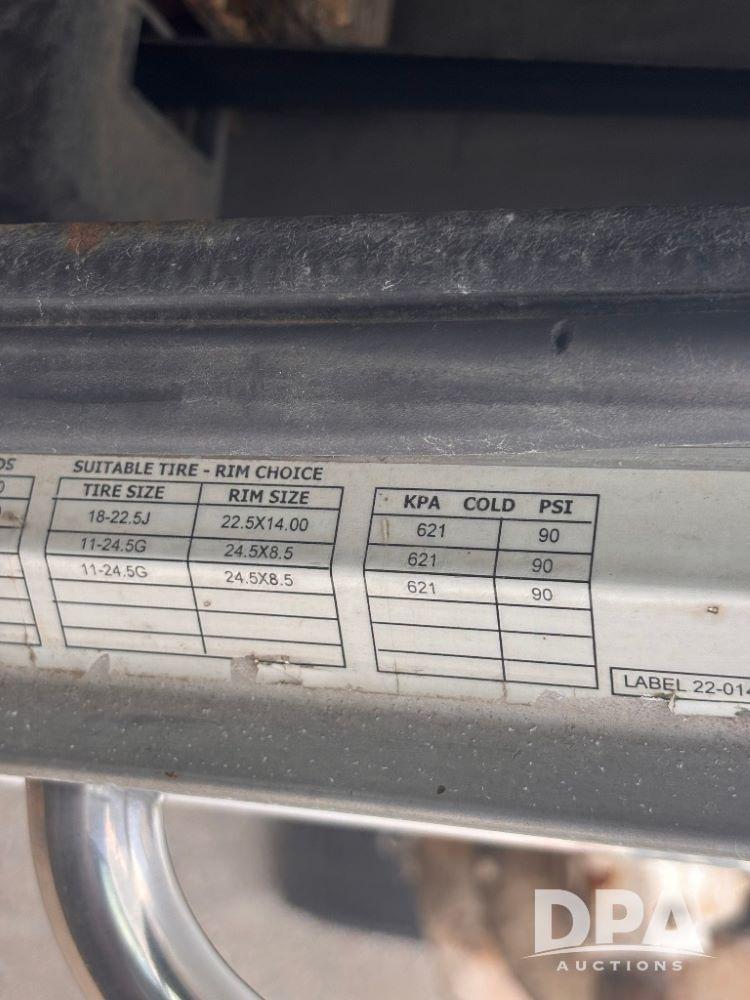 DS
SUITABLE TIRE - RIM CHOICE
TIRE SIZE RIM SIZE
KPA COLD PSI
18-22.5J 22.5X14.00 621 90
11-24.5G 24.5X8.5 621 90
11-24.5G 24.5X8.5 621 90
LABEL 22-014
DPA
AUCTIONS